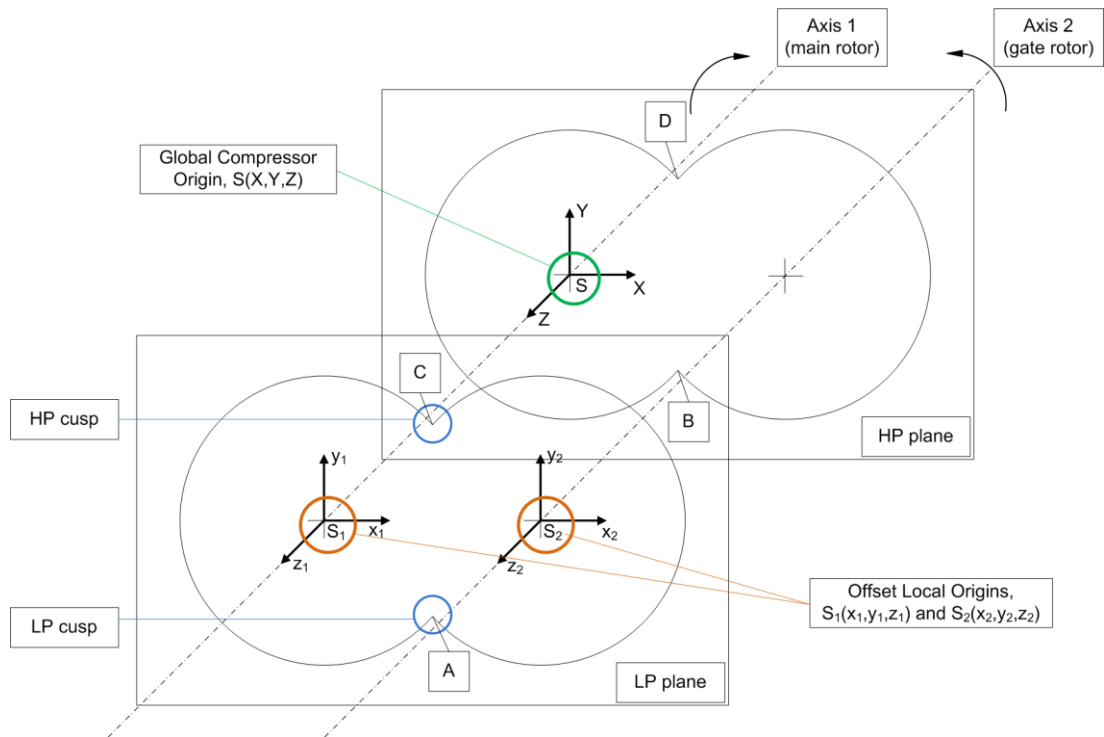 Axis 1
(main rotor)
Axis 2
(gate rotor)
D
Global Compressor
Origin, S(X,Y,Z)
Y
S
X
Z
C
HP cusp
B
HP plane
y₁
y₂
S₁
x₁
S₂
x₂
z₁
z₂
Offset Local Origins,
S₁(x₁,y₁,z₁) and S₂(x₂,y₂,z₂)
LP cusp
A
LP plane